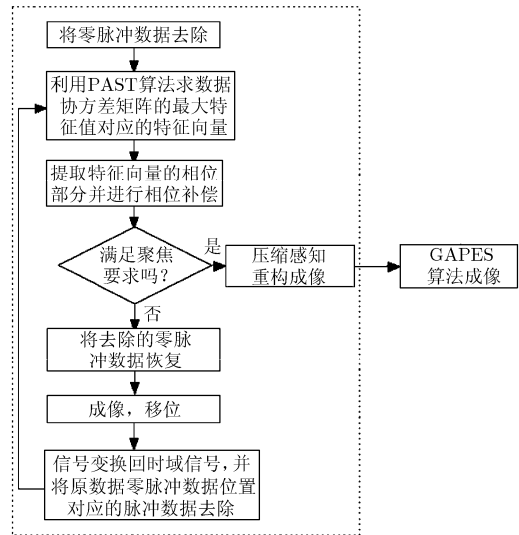 将零脉冲数据去除
利用PAST算法求数据
协方差矩阵的最大特
征值对应的特征向量
提取特征向量的相位
部分并进行相位补偿
满足聚焦
要求吗?
是
压缩感知
重构成像
GAPES
算法成像
否
将去除的零脉
冲数据恢复
成像，移位
信号变换回时域信号，并
将原数据零脉冲数据位置
对应的脉冲数据去除